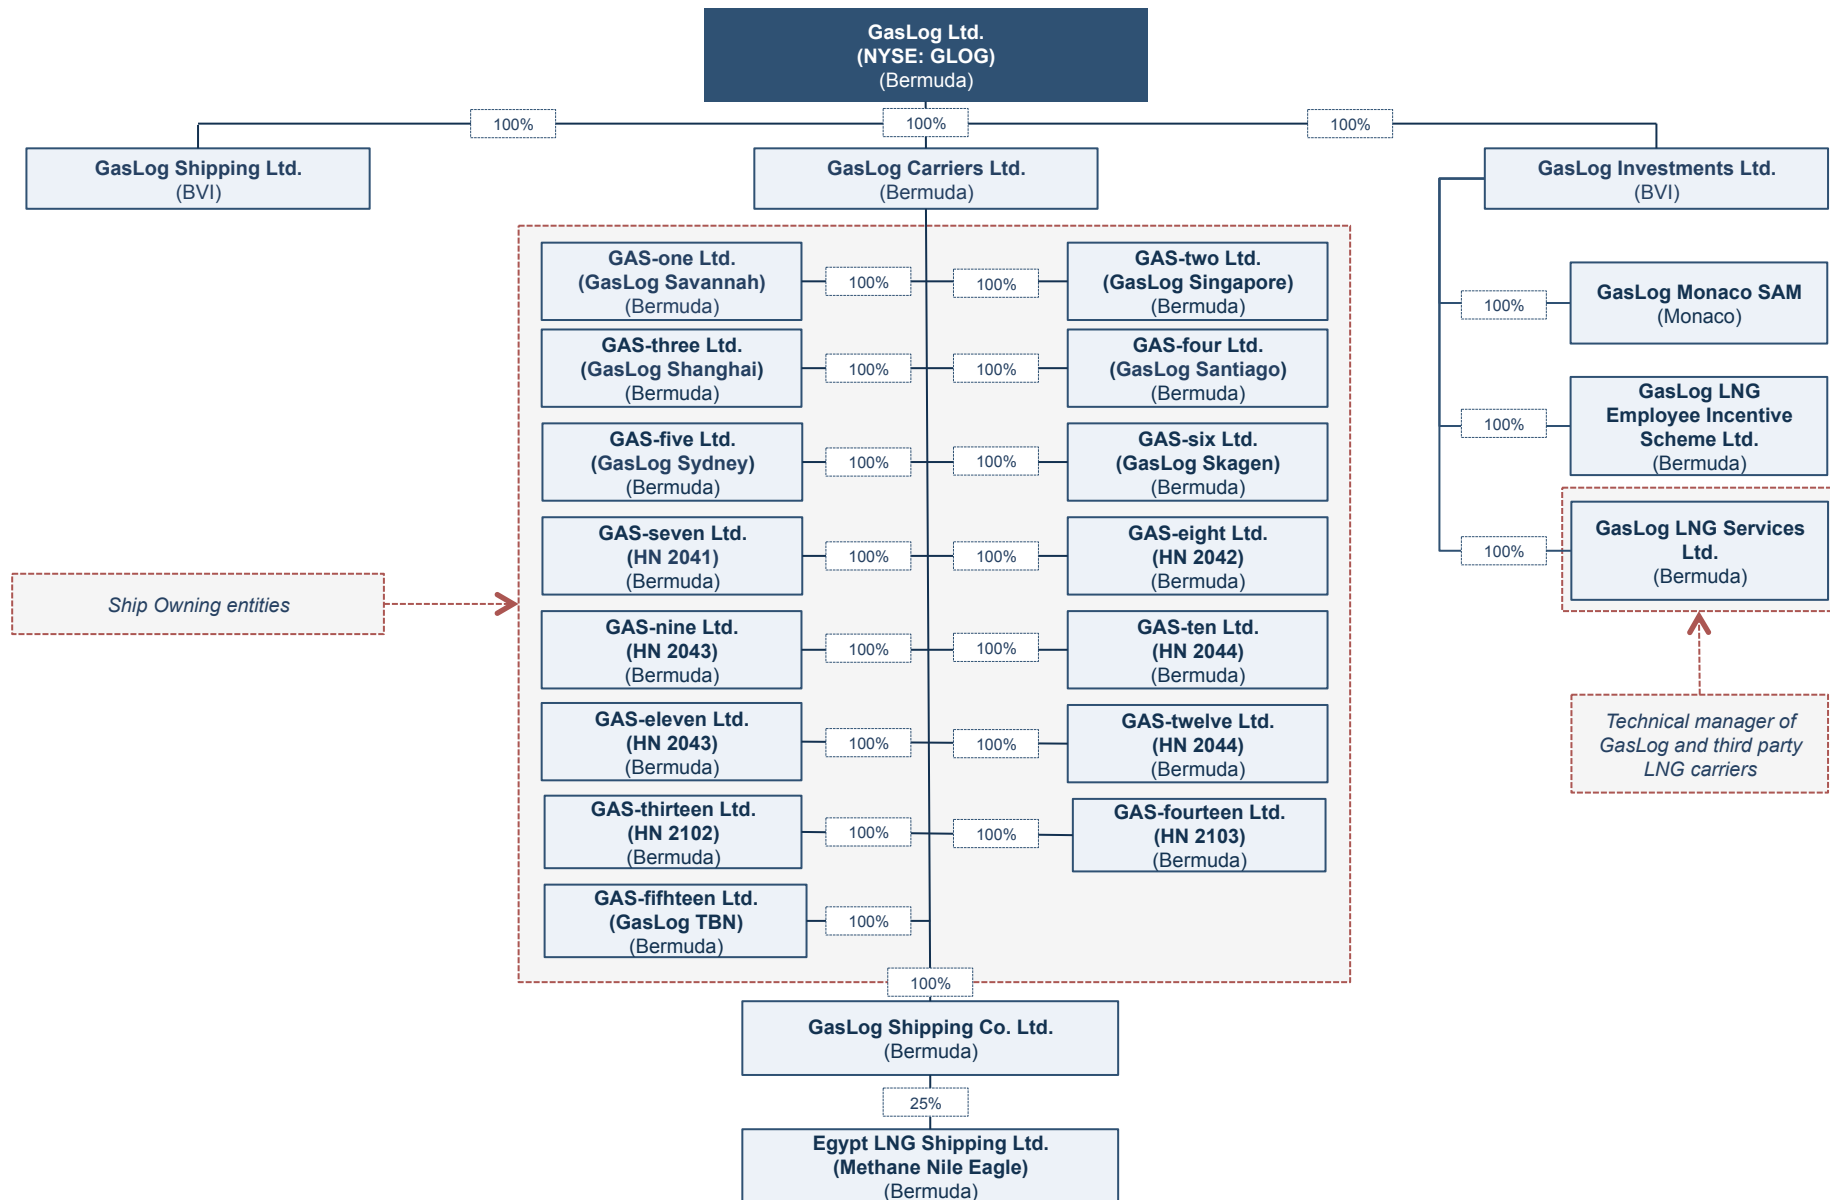 GasLog Ltd.
(NYSE: GLOG)
(Bermuda)
100%
100%
100%
GasLog Shipping Ltd.
(BVI)
GasLog Carriers Ltd.
(Bermuda)
GasLog Investments Ltd.
(BVI)
GAS-one Ltd.
(GasLog Savannah)
(Bermuda)
100%
100%
GAS-two Ltd.
(GasLog Singapore)
(Bermuda)
GAS-three Ltd.
(GasLog Shanghai)
(Bermuda)
100%
100%
GAS-four Ltd.
(GasLog Santiago)
(Bermuda)
GAS-five Ltd.
(GasLog Sydney)
(Bermuda)
100%
100%
GAS-six Ltd.
(GasLog Skagen)
(Bermuda)
GAS-seven Ltd.
(HN 2041)
(Bermuda)
100%
100%
GAS-eight Ltd.
(HN 2042)
(Bermuda)
GAS-nine Ltd.
(HN 2043)
(Bermuda)
100%
100%
GAS-ten Ltd.
(HN 2044)
(Bermuda)
GAS-eleven Ltd.
(HN 2043)
(Bermuda)
100%
100%
GAS-twelve Ltd.
(HN 2044)
(Bermuda)
GAS-thirteen Ltd.
(HN 2102)
(Bermuda)
100%
100%
GAS-fourteen Ltd.
(HN 2103)
(Bermuda)
GAS-fifhteen Ltd.
(GasLog TBN)
(Bermuda)
100%
100%
GasLog Shipping Co. Ltd.
(Bermuda)
25%
Egypt LNG Shipping Ltd.
(Methane Nile Eagle)
(Bermuda)
Ship Owning entities
100%
GasLog Monaco SAM
(Monaco)
100%
GasLog LNG
Employee Incentive
Scheme Ltd.
(Bermuda)
100%
GasLog LNG Services
Ltd.
(Bermuda)
Technical manager of
GasLog and third party
LNG carriers